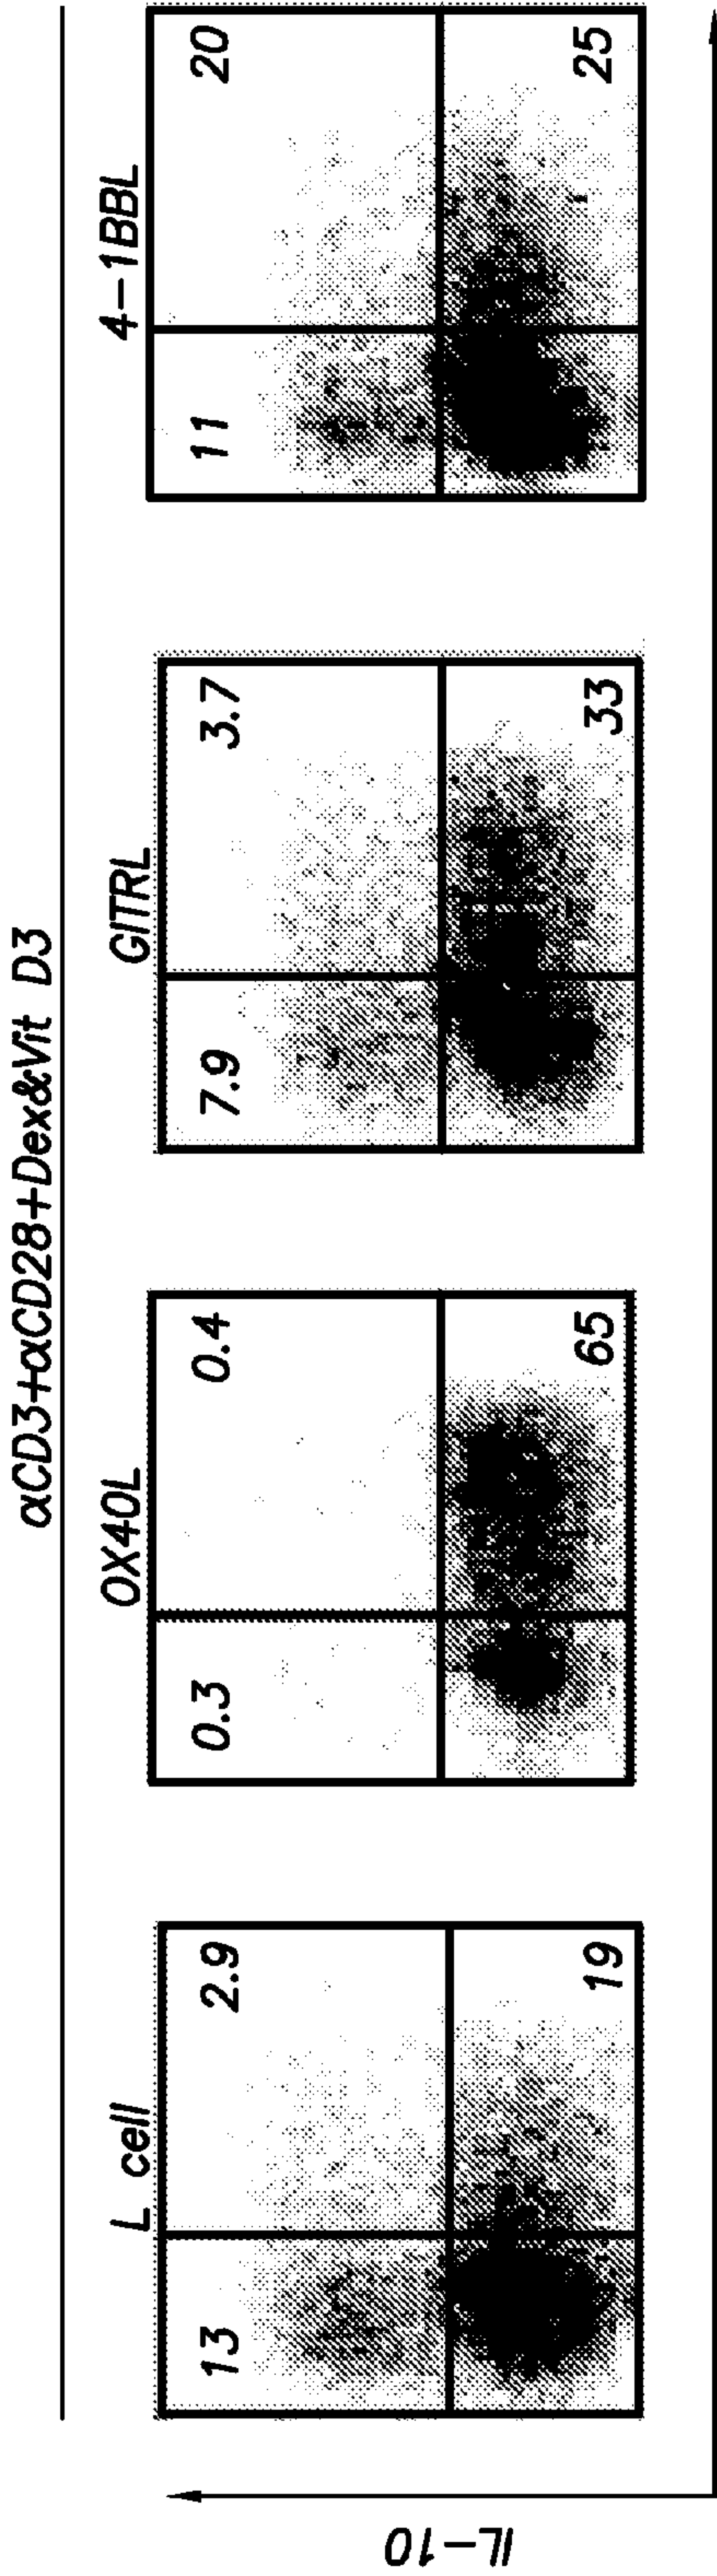 αCD3+αCD28+Dex&Vit D3
L cell
OX40L
GITRL
4-1BBL
13
2.9
0.3
0.4
7.9
3.7
11
20
19
65
33
25
IL-10